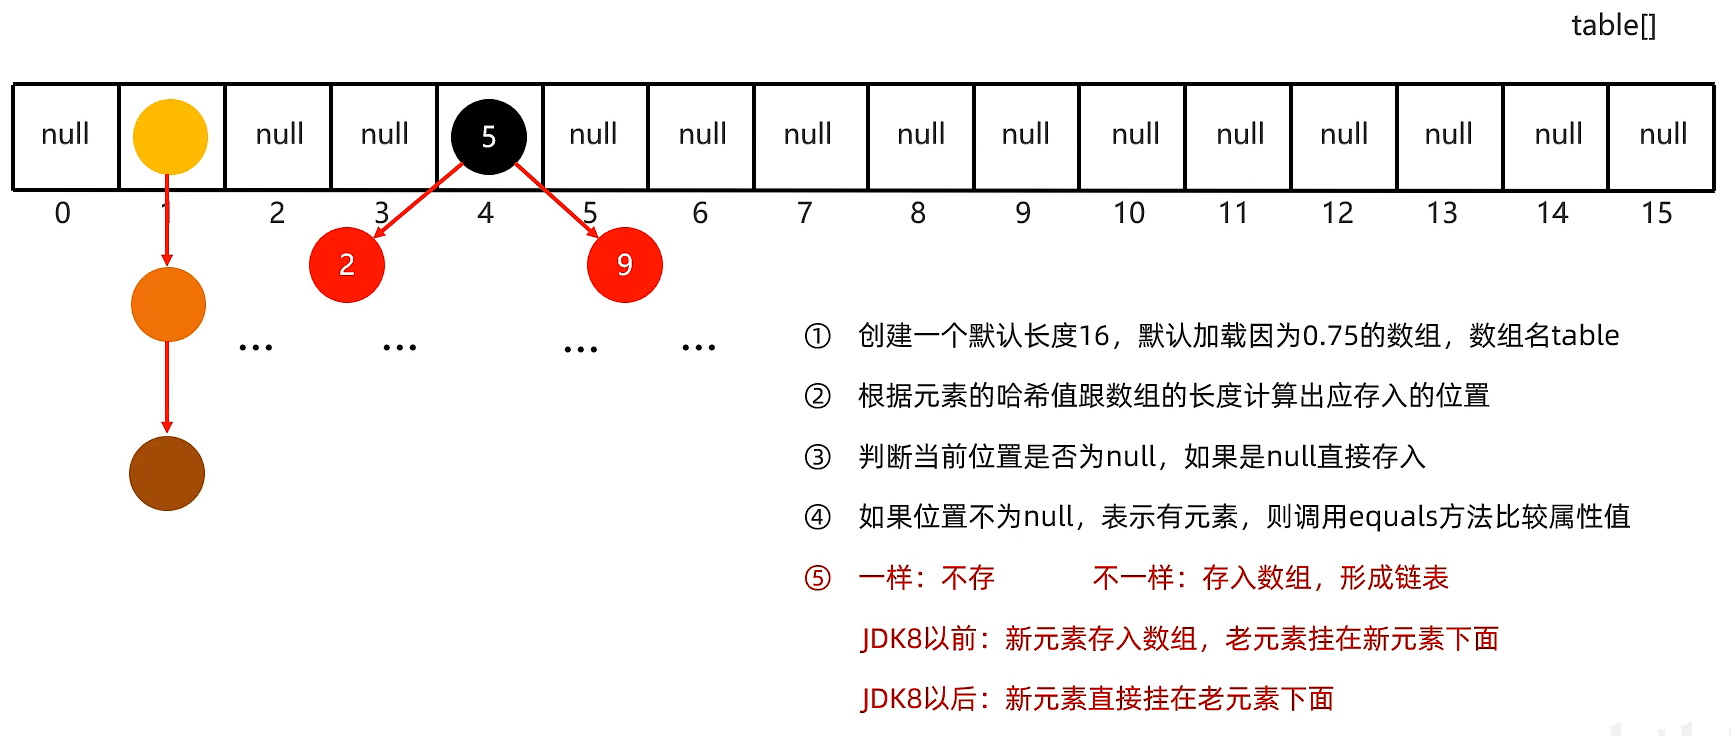 table[]
null null null 5 null null null null null null null null null null null
0 1 2 3 4 5 6 7 8 9 10 11 12 13 14 15
2 9
... ... ... ...
① 创建一个默认长度16，默认加载因为0.75的数组，数组名table
② 根据元素的哈希值跟数组的长度计算出应存入的位置
③ 判断当前位置是否为null，如果是null直接存入
④ 如果位置不为null，表示有元素，则调用equals方法比较属性值
⑤ 一样：不存 不一样：存入数组，形成链表
JDK8以前：新元素存入数组，老元素挂在新元素下面
JDK8以后：新元素直接挂在老元素下面